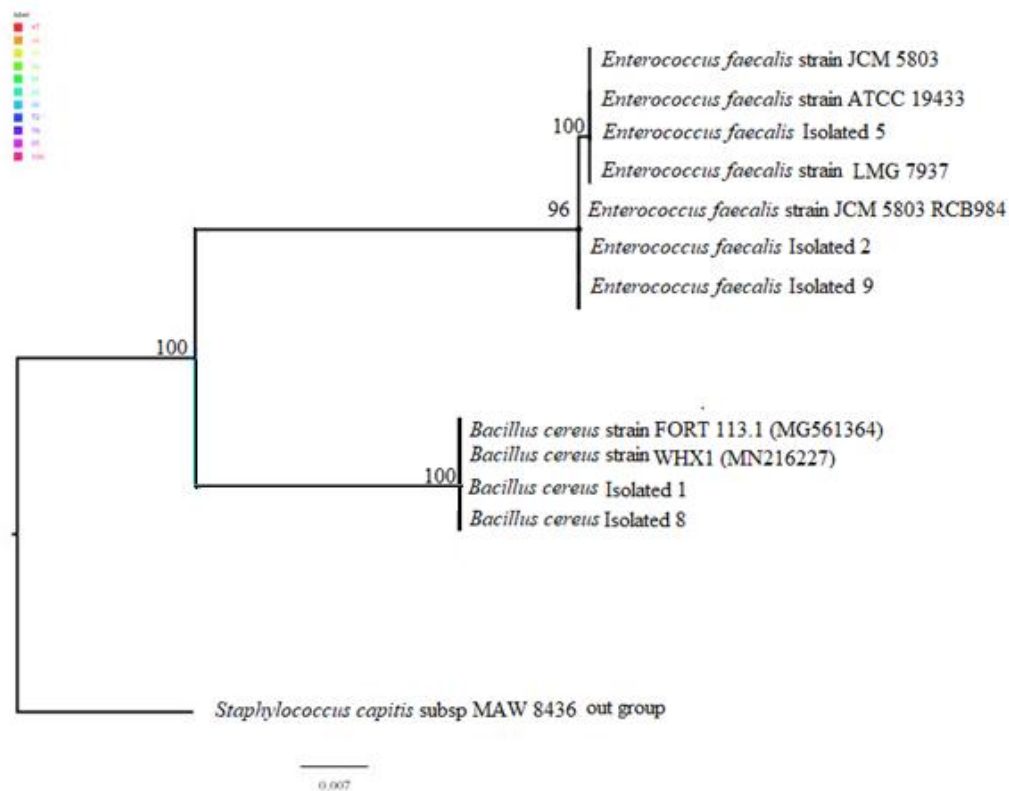 label
100
Enterococcus faecalis strain JCM 5803
Enterococcus faecalis strain ATCC 19433
Enterococcus faecalis Isolated 5
Enterococcus faecalis strain LMG 7937
96
Enterococcus faecalis strain JCM 5803 RCB984
Enterococcus faecalis Isolated 2
Enterococcus faecalis Isolated 9
100
Bacillus cereus strain FORT 113.1 (MG561364)
Bacillus cereus strain WHX1 (MN216227)
100
Bacillus cereus Isolated 1
Bacillus cereus Isolated 8
Staphylococcus capitis subsp MAW 8436 out group
0.007